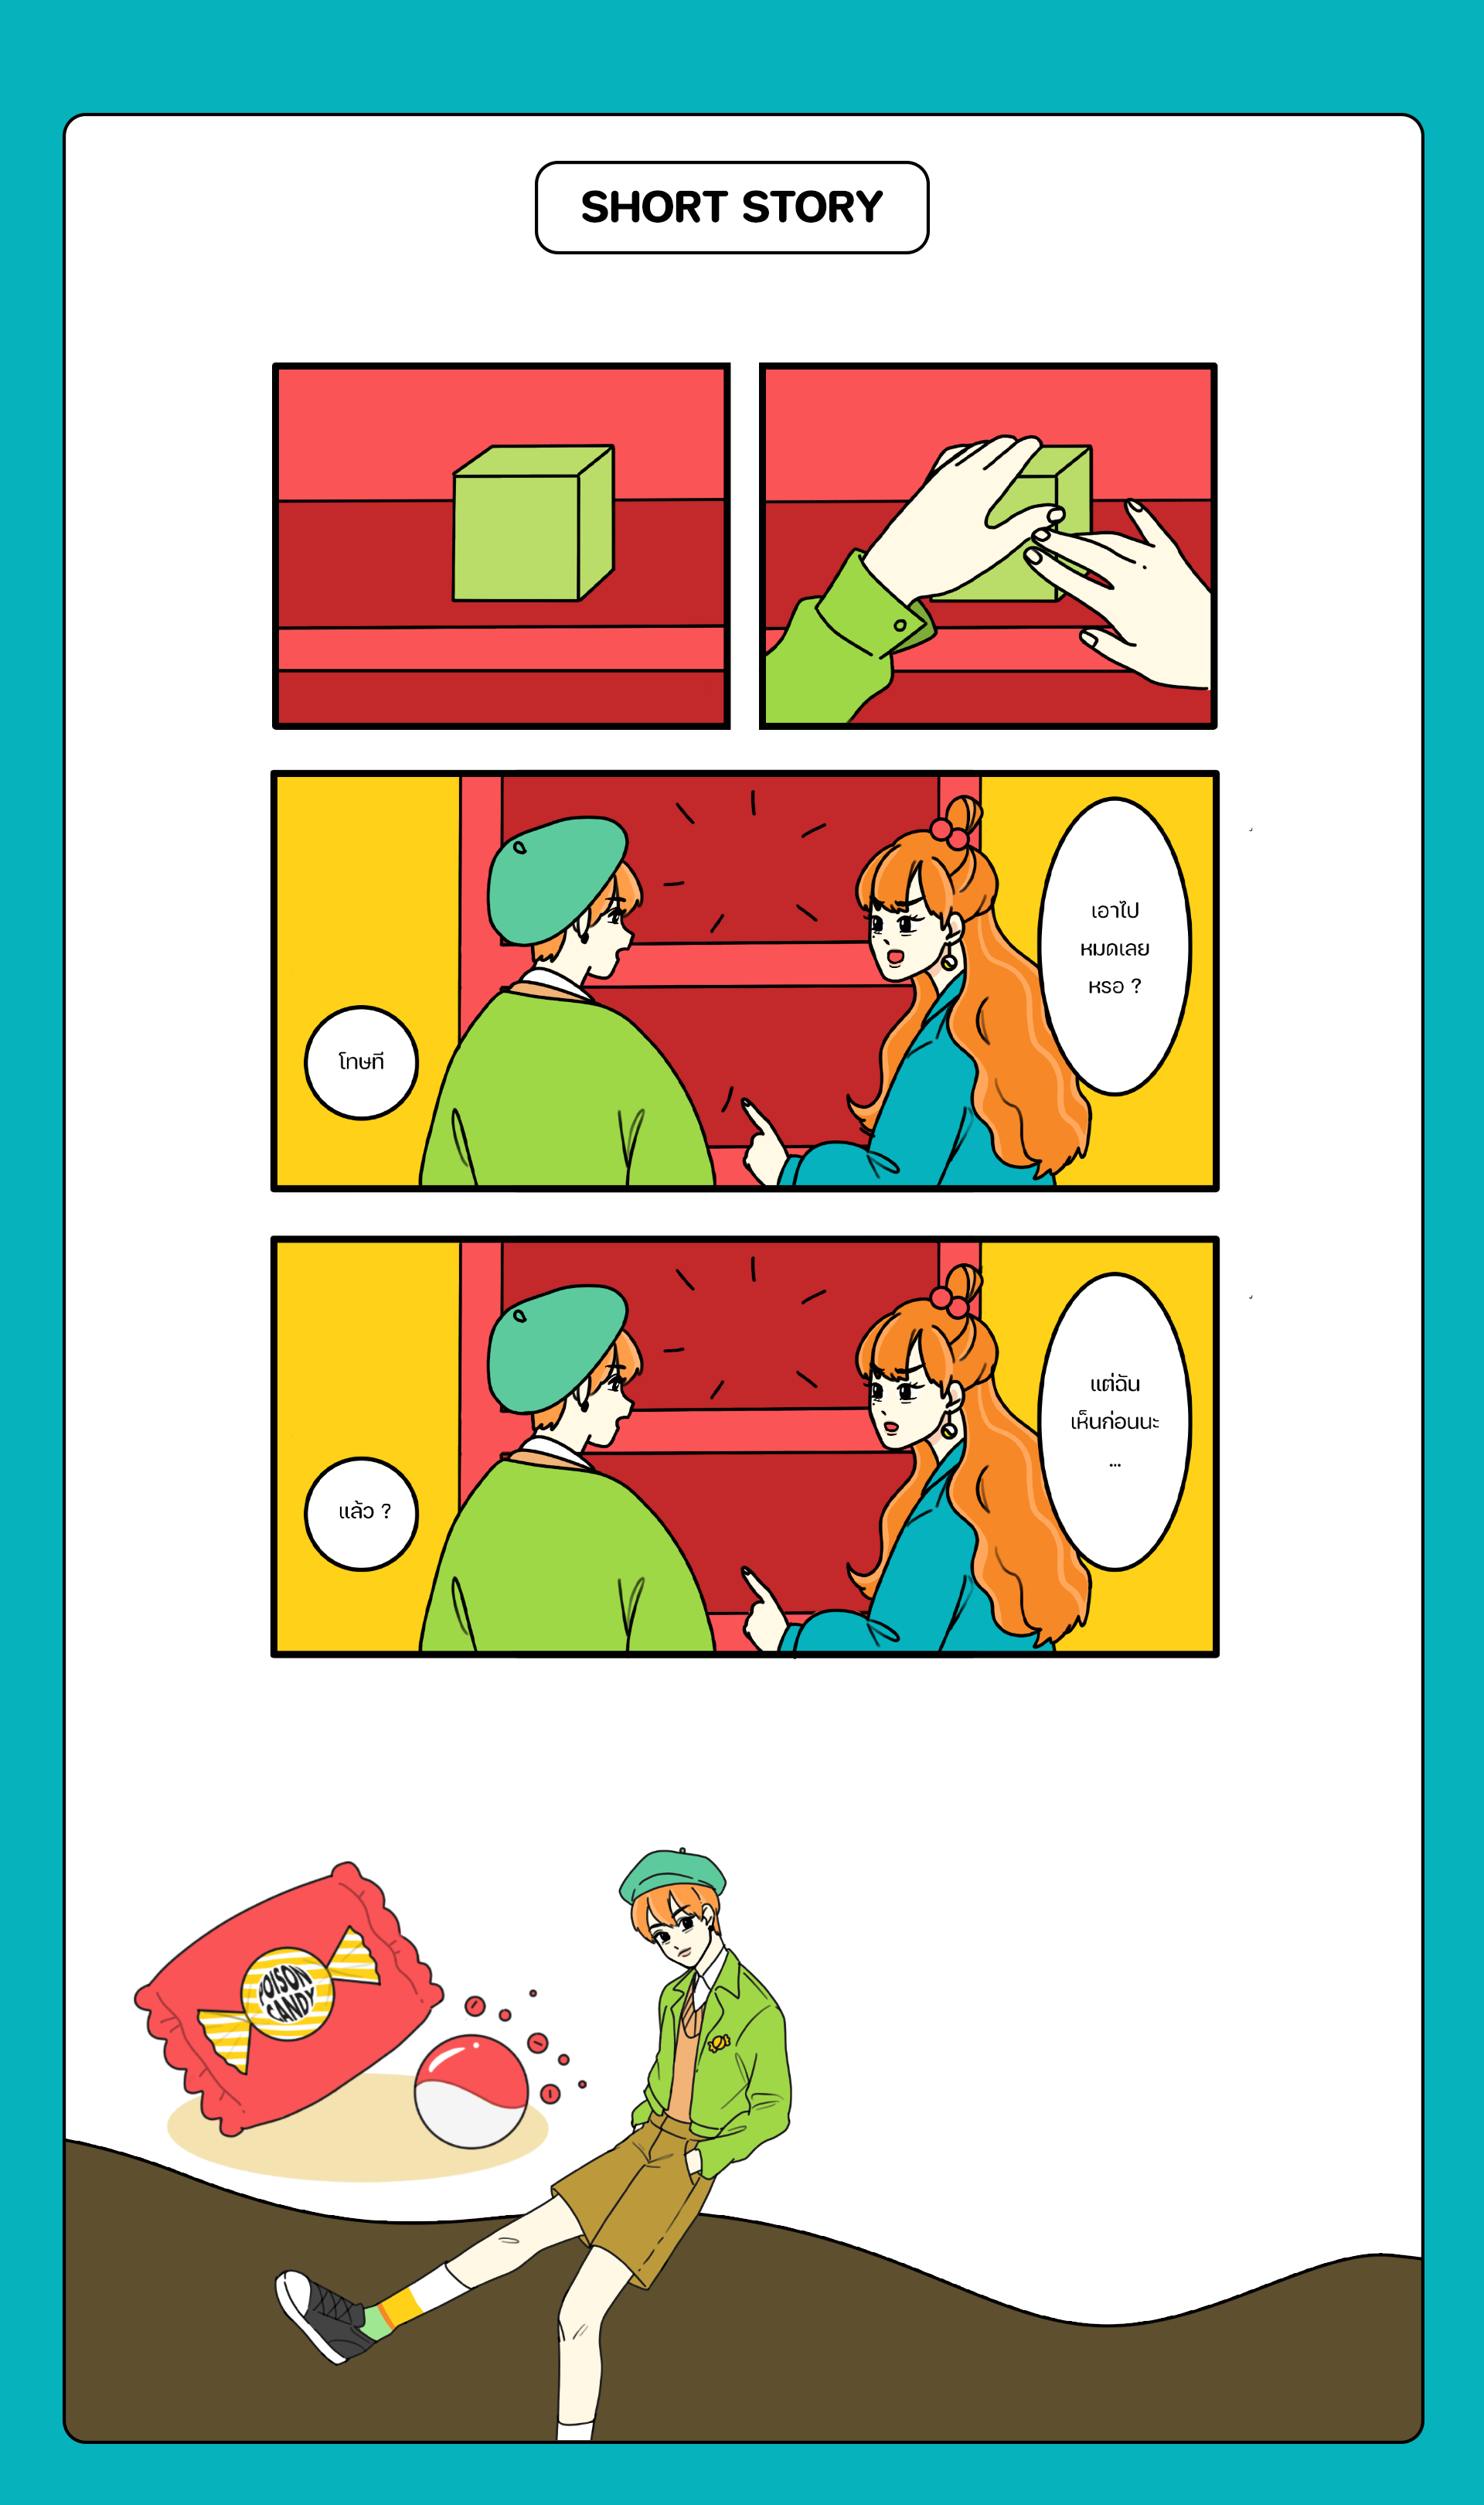 SHORT STORY
เอาไป
หมดเลย
หรอ ?
โทษที
แต่ฉัน
เห็นก่อนนะ
...
แล้ว ?
POISON
CANDY